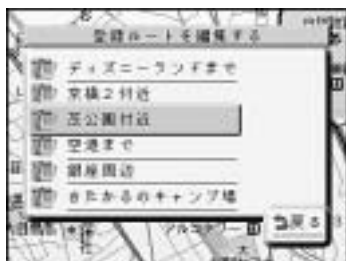 登録ルートを編集する
ディズニーランドまで
京橋2付近
芝公園付近
空港まで
銀座周辺
きたかるのキャンプ場
戻る